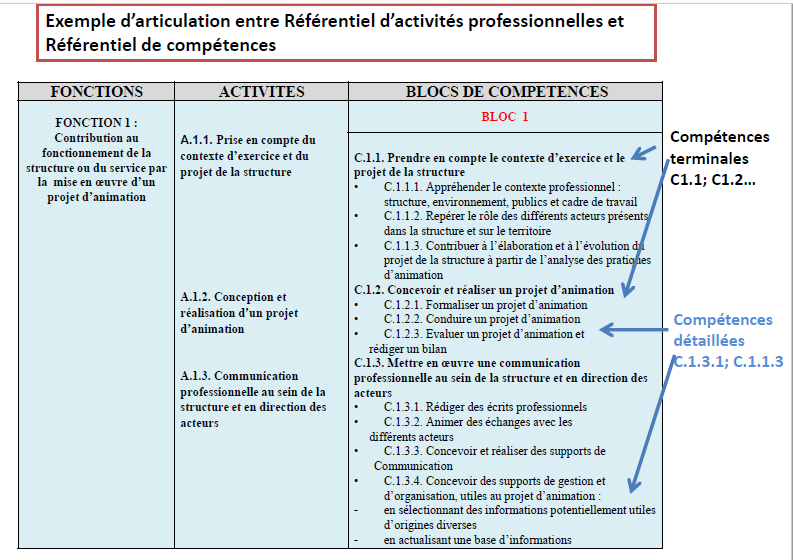 Exemple d'articulation entre Référentiel d'activités professionnelles et
Référentiel de compétences
FONCTIONS
ACTIVITES
BLOCS DE COMPETENCES
FONCTION 1 :
Contribution au
fonctionnement de la
structure ou du service par
la mise en œuvre d'un
projet d'animation
A.1.1. Prise en compte du
contexte d'exercice et du
projet de la structure
A.1.2. Conception et
réalisation d'un projet
d'animation
A.1.3. Communication
professionnelle au sein de la
structure et en direction des
acteurs
BLOC 1
C.1.1. Prendre en compte le contexte d'exercice et le
projet de la structure
• C.1.1.1. Appréhender le contexte professionnel :
structure, environnement, publics et cadre de travail
• C.1.1.2. Repérer le rôle des différents acteurs présents
dans la structure et sur le territoire
• C.1.1.3. Contribuer à l'élaboration et à l'évolution du
projet de la structure à partir de l'analyse des pratiques
d'animation
C.1.2. Concevoir et réaliser un projet d'animation
• C.1.2.1. Formaliser un projet d'animation
• C.1.2.2. Conduire un projet d'animation
• C.1.2.3. Evaluer un projet d'animation et
rédiger un bilan
C.1.3. Mettre en œuvre une communication
professionnelle au sein de la structure et en direction des
acteurs
• C.1.3.1. Rédiger des écrits professionnels
• C.1.3.2. Animer des échanges avec les
différents acteurs
• C.1.3.3. Concevoir et réaliser des supports de
Communication
• C.1.3.4. Concevoir des supports de gestion et
d'organisation, utiles au projet d'animation :
- en sélectionnant des informations potentiellement utiles
d'origines diverses
- en actualisant une base d'informations
Compétences
terminales
C1.1; C1.2...
Compétences
détaillées
C.1.3.1; C.1.1.3